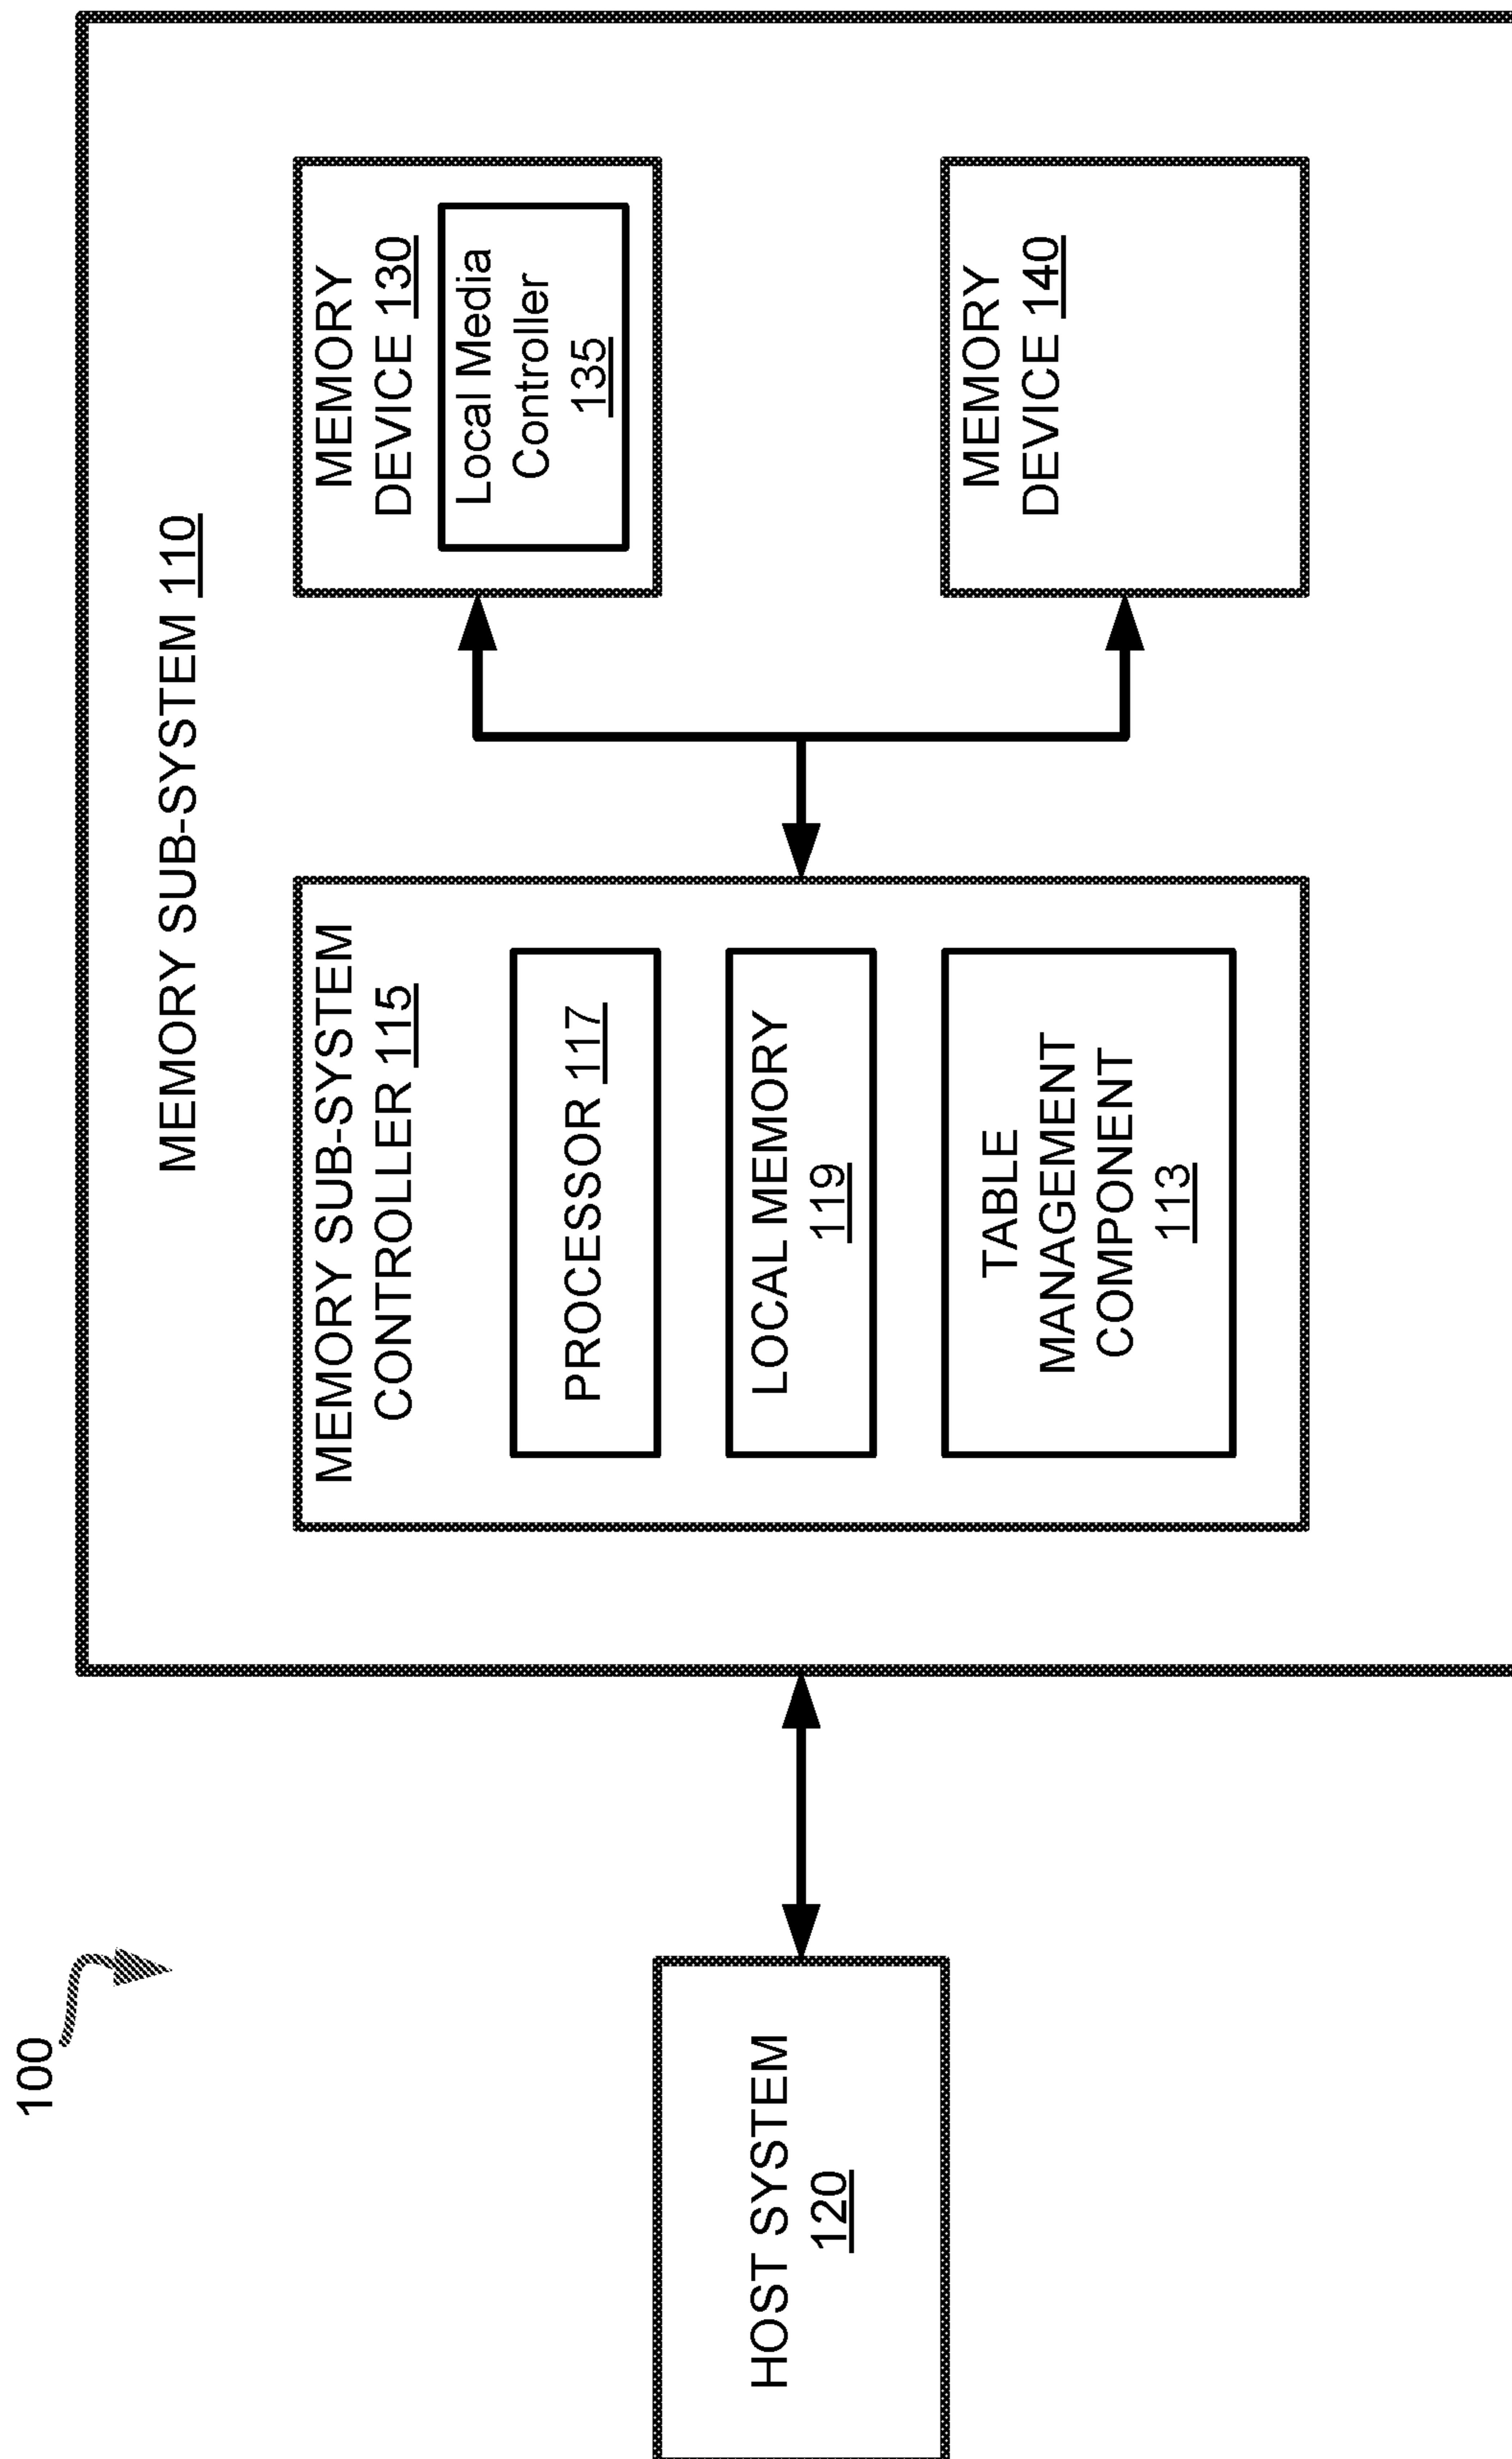 100
MEMORY SUB-SYSTEM 110
HOST SYSTEM
120
MEMORY SUB-SYSTEM
CONTROLLER 115
PROCESSOR 117
LOCAL MEMORY
119
TABLE
MANAGEMENT
COMPONENT
113
MEMORY
DEVICE 130
Local Media
Controller
135
MEMORY
DEVICE 140